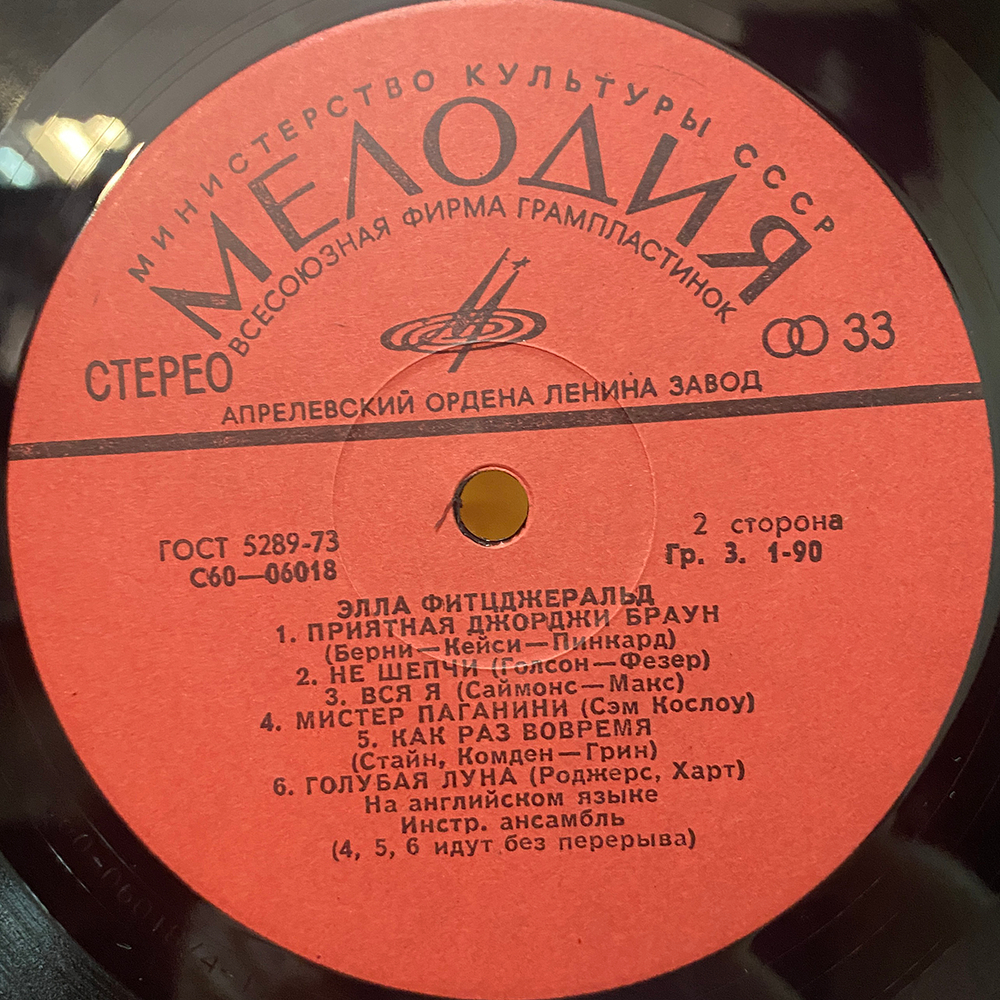 МИНИСТЕРСТВО КУЛЬТУРЫ СССР
МЕЛОДИЯ
ВСЕСОЮЗНАЯ ФИРМА ГРАМПЛАСТИНОК
33
СТЕРЕО
АПРЕЛЕВСКИЙ ОРДЕНА ЛЕНИНА ЗАВОД
2 сторона
ГОСТ 5289-73
Гр. 3. 1-90
С60—06018
ЭЛЛА ФИТЦДЖЕРАЛЬД
1. ПРИЯТНАЯ ДЖОРДЖИ БРАУН
(Берни—Кейси—Пинкард)
2. НЕ ШЕПЧИ (Голсон—Фезер)
3. ВСЯ Я (Саймонс—Макс)
4. МИСТЕР ПАГАНИНИ (Сэм Кослоу)
5. КАК РАЗ ВОВРЕМЯ
(Стайн, Комден—Грин)
6. ГОЛУБАЯ ЛУНА (Роджерс, Харт)
На английском языке
Инстр. ансамбль
(4, 5, 6 идут без перерыва)